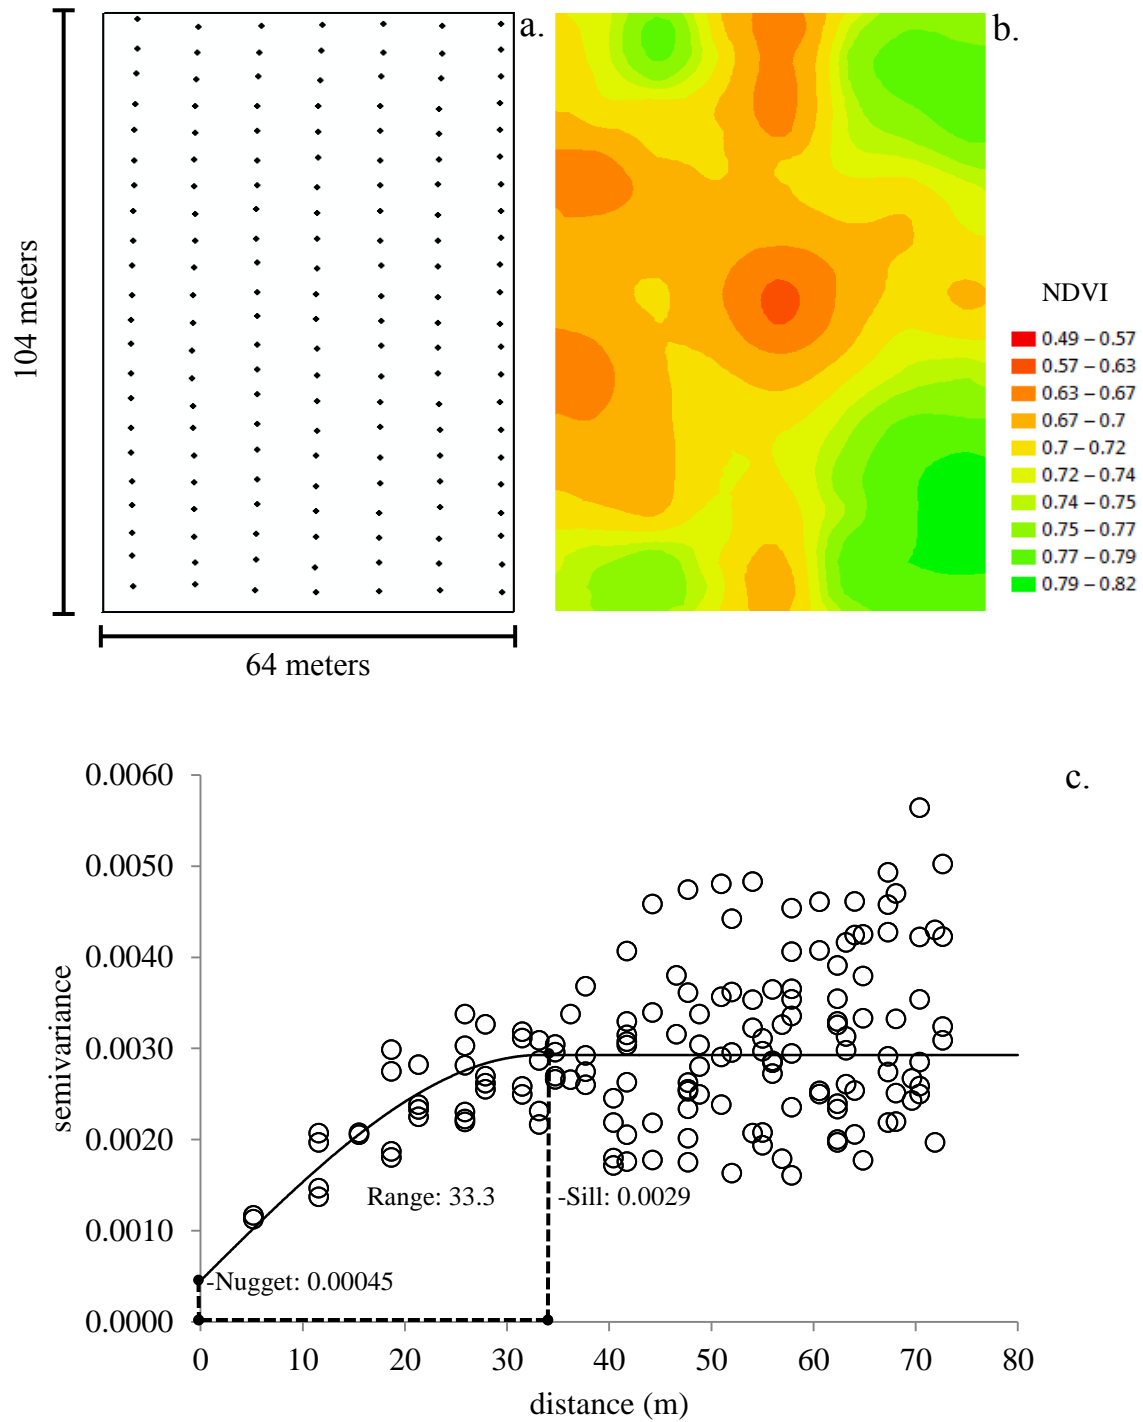 a.
b.
104 meters
64 meters
NDVI
0.49 – 0.57
0.57 – 0.63
0.63 – 0.67
0.67 – 0.7
0.7 – 0.72
0.72 – 0.74
0.74 – 0.75
0.75 – 0.77
0.77 – 0.79
0.79 – 0.82
c.
semivariance
0.0060
0.0050
0.0040
0.0030
0.0020
0.0010
0.0000
Range: 33.3
-Sill: 0.0029
-Nugget: 0.00045
0 10 20 30 40 50 60 70 80
distance (m)